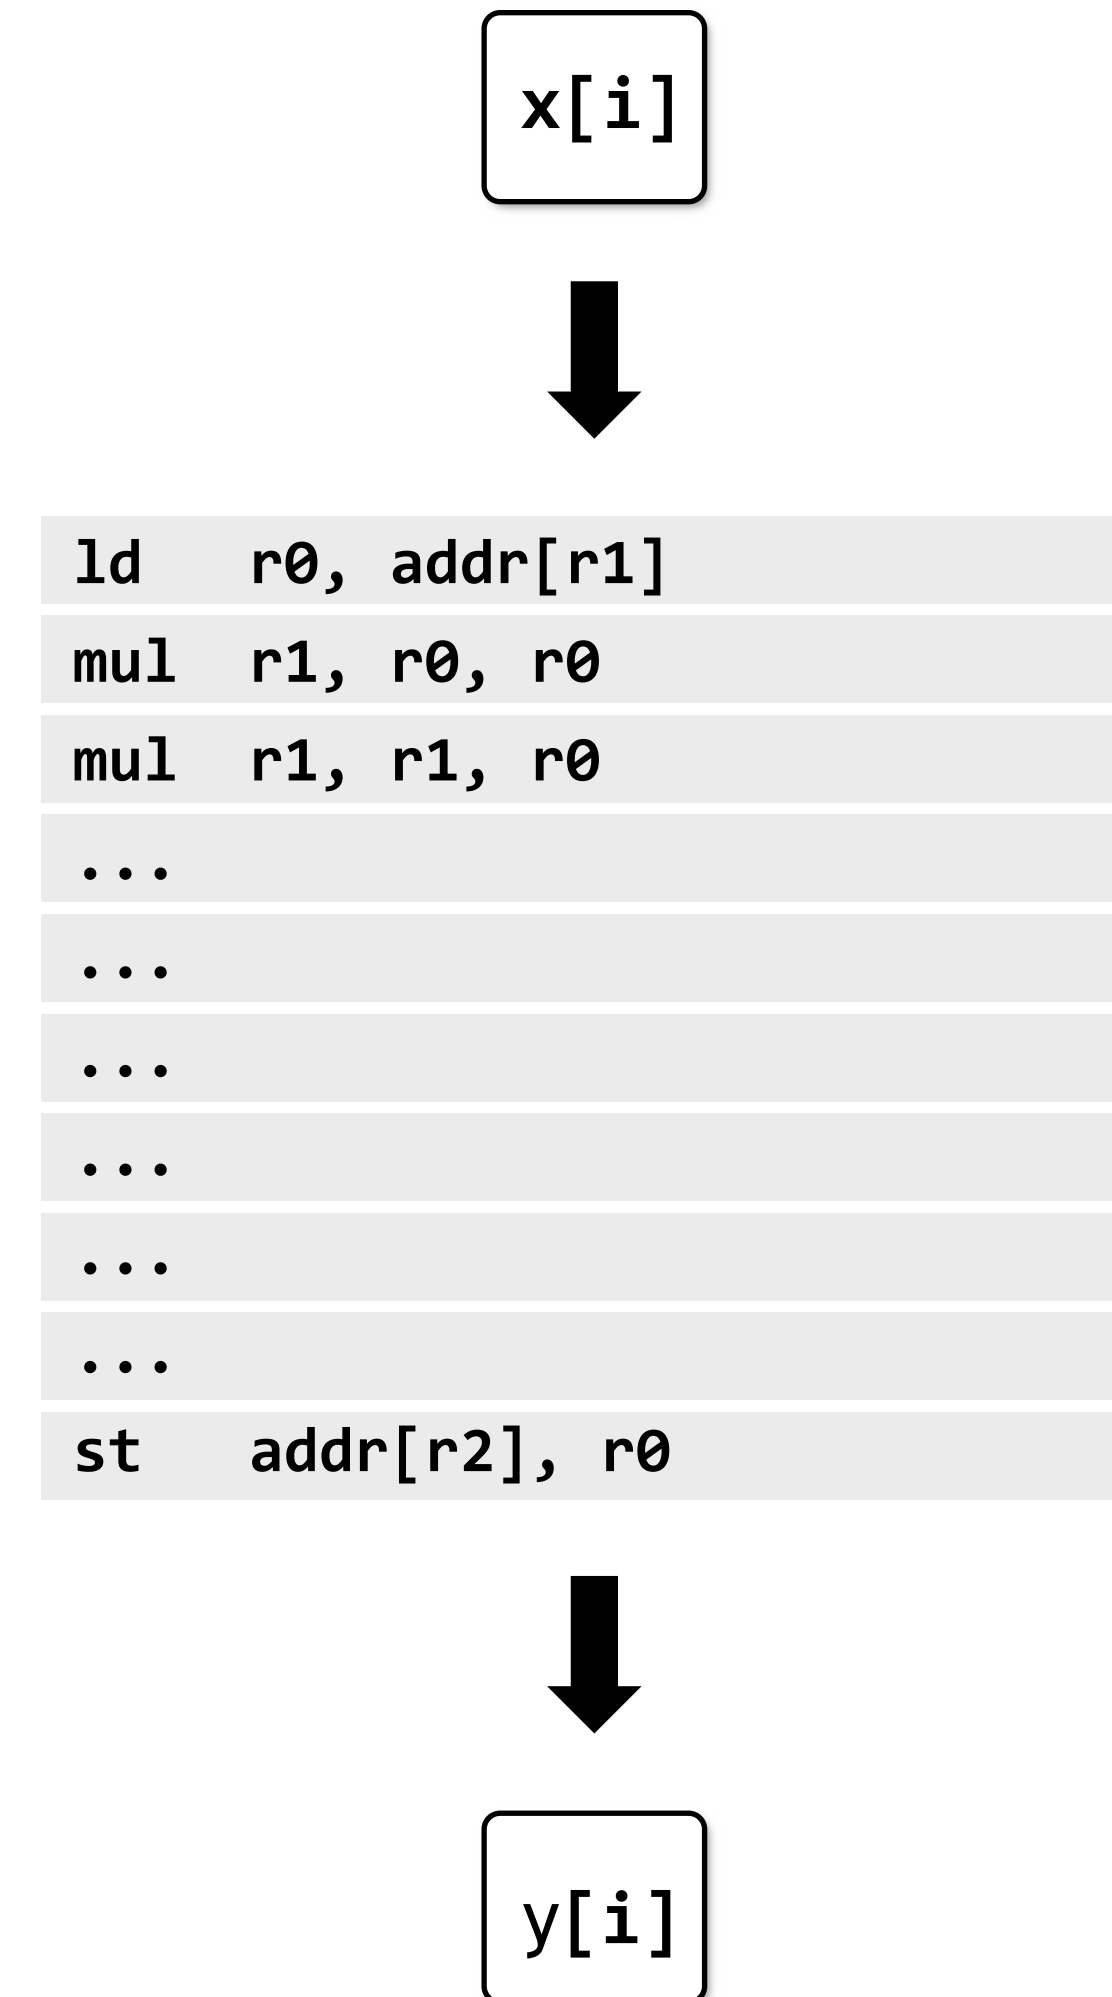 x[i]
ld   r0, addr[r1]
mul  r1, r0, r0
mul  r1, r1, r0
...
...
...
...
...
...
st   addr[r2], r0
y[i]